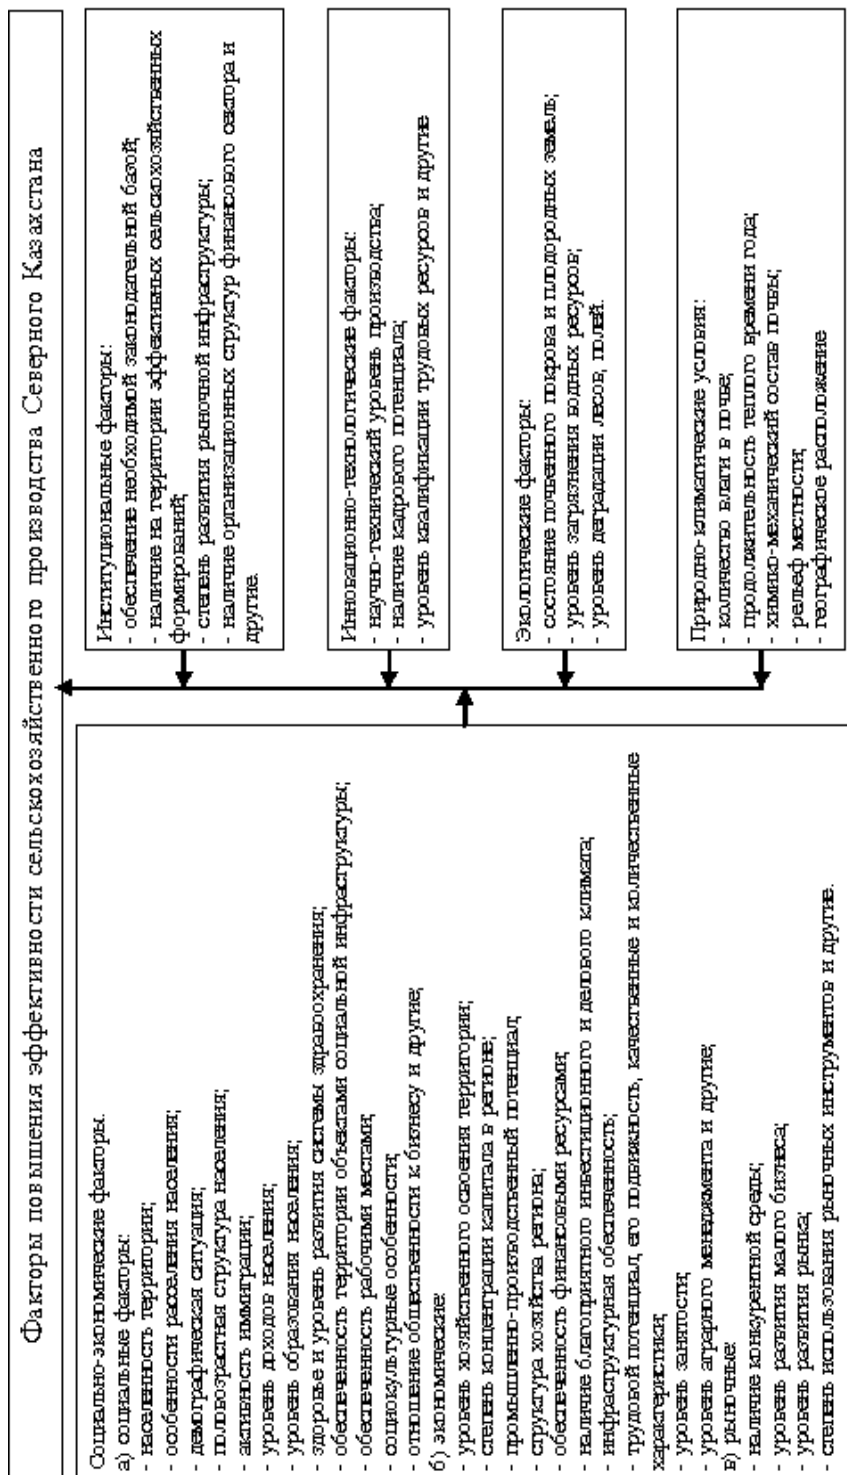 Факторы повышения эффективности сельскохозяйственного производства Северного Казахстана
Социально-экономические факторы:
а) социальные факторы:
- населенность территории;
- особенности расселения населения;
- демографическая ситуация;
- половозрастная структура населения;
- активность иммиграции;
- уровень доходов населения;
- уровень образования населения;
- здоровье и уровень развития системы здравоохранения;
- обеспеченность территории объектами социальной инфраструктуры;
- обеспеченность рабочими местами;
- социокультурные особенности;
- отношение общественности к бизнесу и другие;
б) экономические:
- уровень хозяйственного освоения территории;
- степень концентрации капитала в регионе;
- промышленно-производственный потенциал;
- структура хозяйства региона;
- обеспеченность финансовыми ресурсами;
- наличие благоприятного инвестиционного и делового климата;
- инфраструктурная обеспеченность;
- трудовой потенциал, его подвижность, качественные и количественные
характеристики;
- уровень занятости;
- уровень аграрного менеджмента и другие;
в) рыночные:
- наличие конкурентной среды;
- уровень развития малого бизнеса;
- уровень развития рынка;
- степень использования рыночных инструментов и другие.
Институциональные факторы:
- обеспечение необходимой законодательной базой;
- наличие на территории эффективных сельскохозяйственных
формирований;
- степень развития рыночной инфраструктуры;
- наличие организационных структур финансового сектора и
другие.
Инновационно-технологические факторы:
- научно-технический уровень производства;
- наличие кадрового потенциала;
- уровень квалификации трудовых ресурсов и другие
Экологические факторы:
- состояние почвенного покрова и плодородных земель;
- уровень загрязнения водных ресурсов;
- уровень деградации лесов, полей.
Природно-климатические условия:
- количество влаги в почве;
- продолжительность теплого времени года;
- химико-механический состав почвы;
- рельеф местности;
- географическое расположение